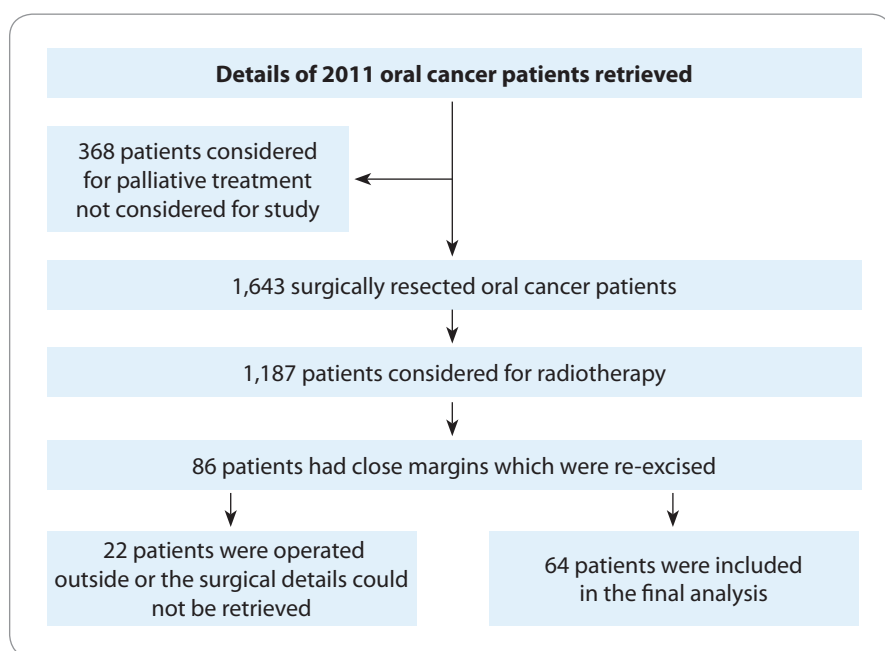 Details of 2011 oral cancer patients retrieved
368 patients considered
for palliative treatment
not considered for study
1,643 surgically resected oral cancer patients
1,187 patients considered for radiotherapy
86 patients had close margins which were re-excised
22 patients were operated
outside or the surgical details could
not be retrieved
64 patients were included
in the final analysis